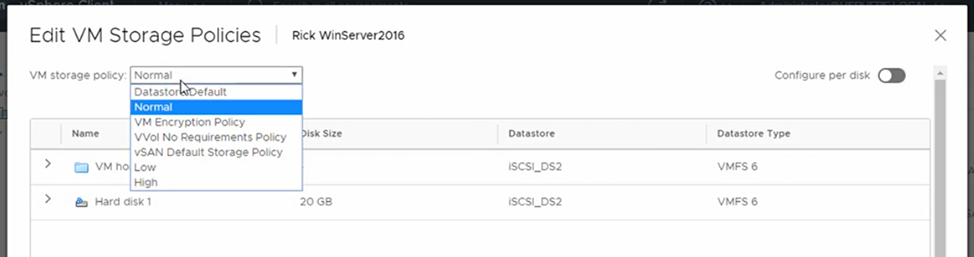 Edit VM Storage Policies Rick WinServer2016
VM storage policy: Normal Configure per disk
Datastore Default
Normal
VM Encryption Policy
VVol No Requirements Policy
vSAN Default Storage Policy
Low
High
Name Disk Size Datastore Datastore Type
VM ho iSCSI_DS2 VMFS 6
Hard disk 1 20 GB iSCSI_DS2 VMFS 6